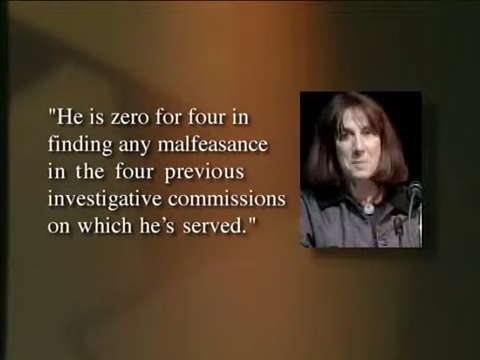 "He is zero for four in
finding any malfeasance
in the four previous
investigative commissions
on which he's served."